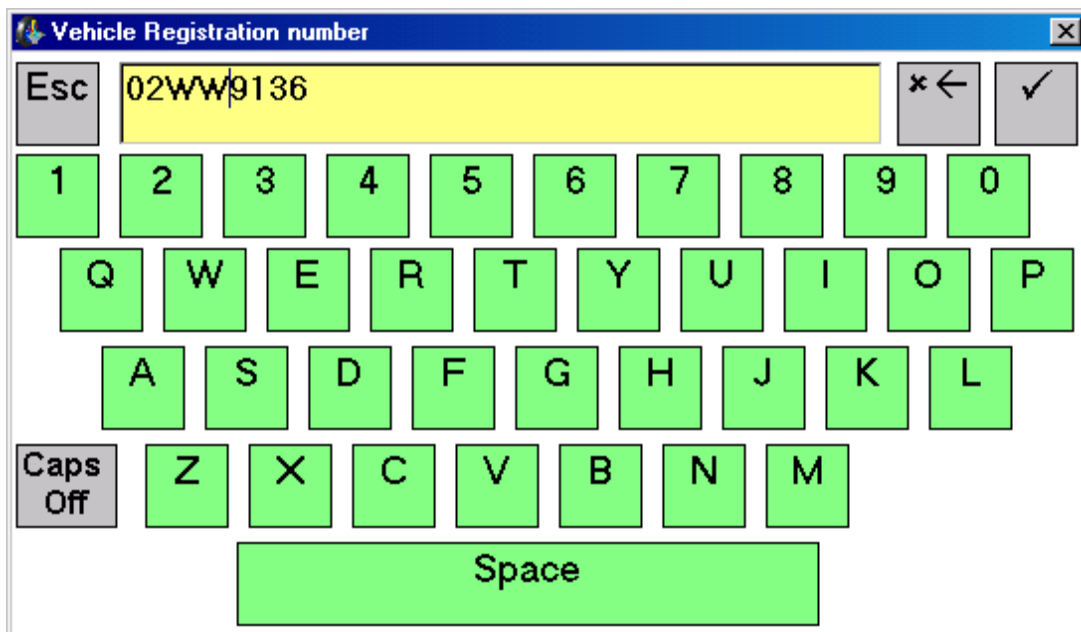 Vehicle Registration number
Esc 02WW9136
1 2 3 4 5 6 7 8 9 0
Q W E R T Y U I O P
A S D F G H J K L
Caps Off Z X C V B N M
Space